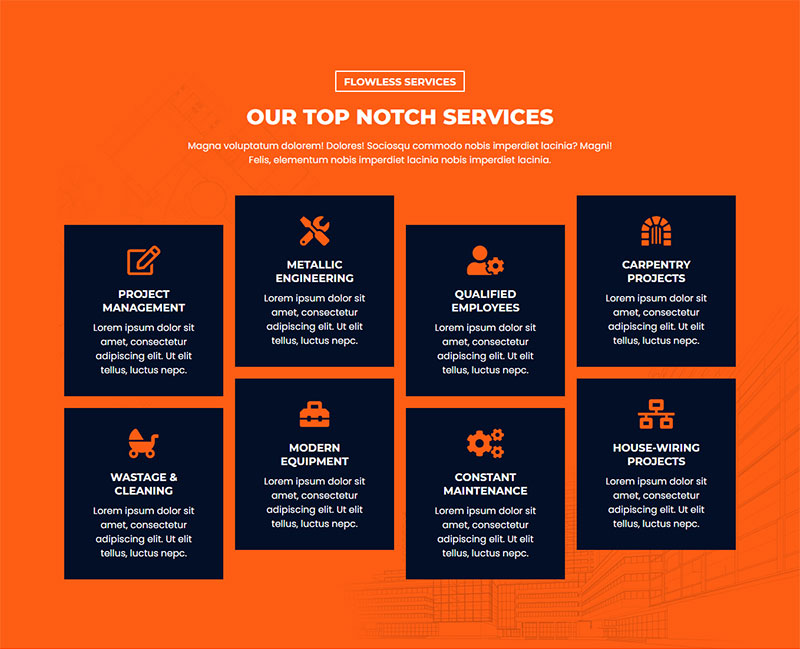 FLOWLESS SERVICES
OUR TOP NOTCH SERVICES
Magna voluptatum dolorem! Dolores! Sociosqu commodo nobis imperdiet lacinia? Magni!
Felis, elementum nobis imperdiet lacinia nobis imperdiet lacinia.
PROJECT
MANAGEMENT
Lorem ipsum dolor sit
amet, consectetur
adipiscing elit. Ut elit
tellus, luctus nepc.
METALLIC
ENGINEERING
Lorem ipsum dolor sit
amet, consectetur
adipiscing elit. Ut elit
tellus, luctus nepc.
QUALIFIED
EMPLOYEES
Lorem ipsum dolor sit
amet, consectetur
adipiscing elit. Ut elit
tellus, luctus nepc.
CARPENTRY
PROJECTS
Lorem ipsum dolor sit
amet, consectetur
adipiscing elit. Ut elit
tellus, luctus nepc.
WASTAGE &
CLEANING
Lorem ipsum dolor sit
amet, consectetur
adipiscing elit. Ut elit
tellus, luctus nepc.
MODERN
EQUIPMENT
Lorem ipsum dolor sit
amet, consectetur
adipiscing elit. Ut elit
tellus, luctus nepc.
CONSTANT
MAINTENANCE
Lorem ipsum dolor sit
amet, consectetur
adipiscing elit. Ut elit
tellus, luctus nepc.
HOUSE-WIRING
PROJECTS
Lorem ipsum dolor sit
amet, consectetur
adipiscing elit. Ut elit
tellus, luctus nepc.